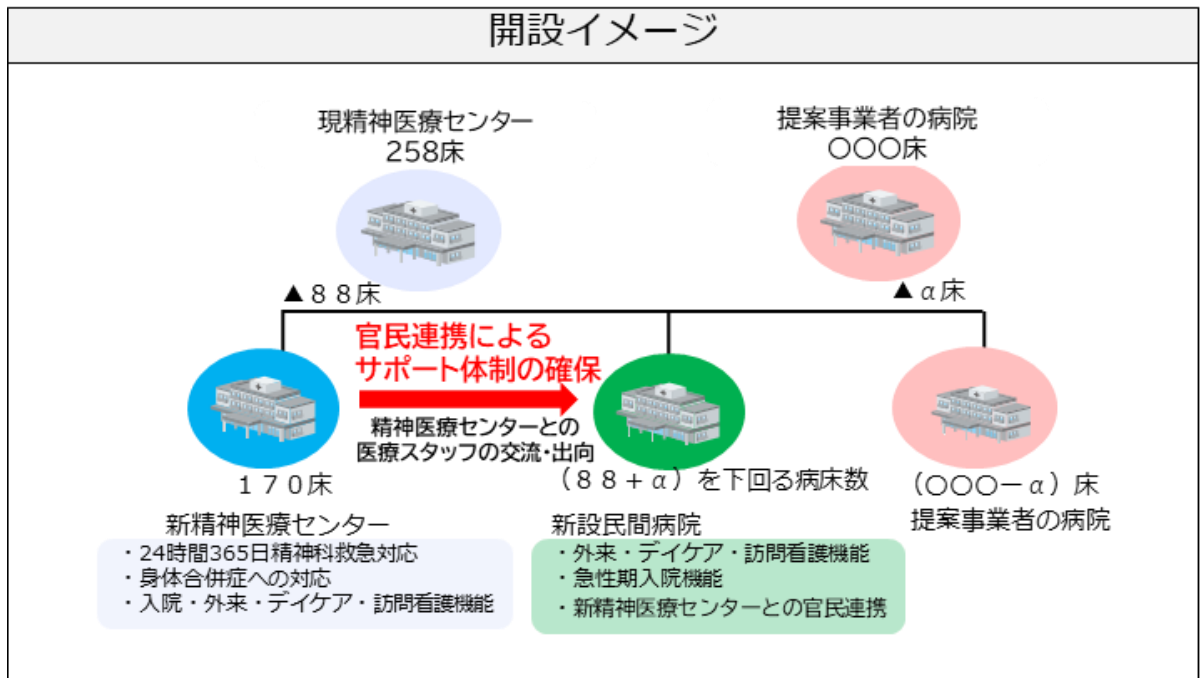 開設イメージ
現精神医療センター
258床
提案事業者の病院
〇〇〇床
▲８８床
▲α床
官民連携による
サポート体制の確保
精神医療センターとの
医療スタッフの交流・出向
１７０床
新精神医療センター
・24時間365日精神科救急対応
・身体合併症への対応
・入院・外来・デイケア・訪問看護機能
（８８＋α）を下回る病床数
新設民間病院
・外来・デイケア・訪問看護機能
・急性期入院機能
・新精神医療センターとの官民連携
（〇〇〇－α）床
提案事業者の病院